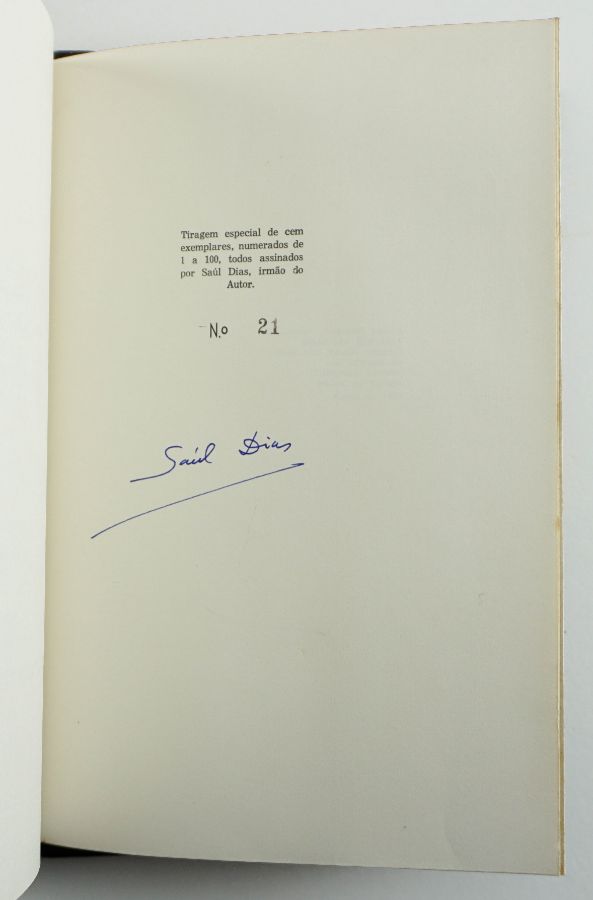 Tiragem especial de cem
exemplares, numerados de
1 a 100, todos assinados
por Saúl Dias, irmão do
Autor.
N.o 21
Saúl Dias